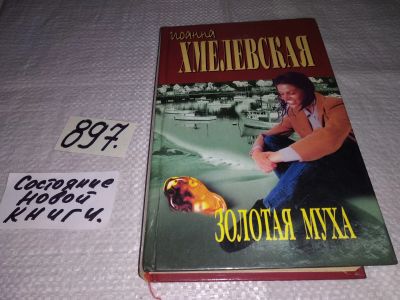 Иоанна
ХМЕЛЕВСКАЯ
897.
Состояние
новой
книги.
ЗОЛОТАЯ МУХА